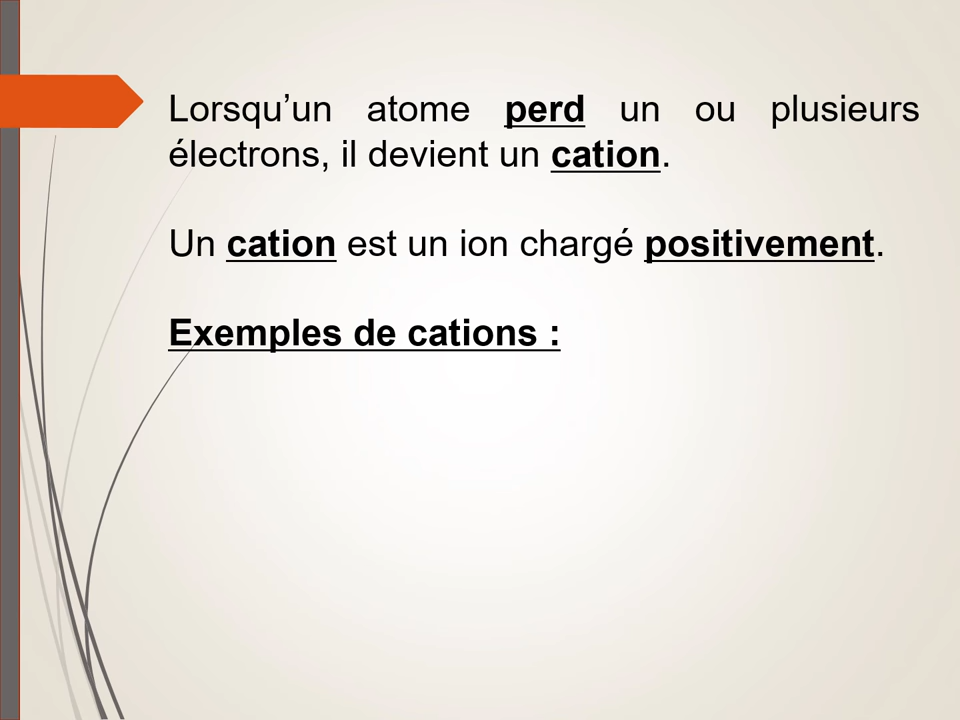 Lorsqu’un atome perd un ou plusieurs
électrons, il devient un cation.
Un cation est un ion chargé positivement.
Exemples de cations :